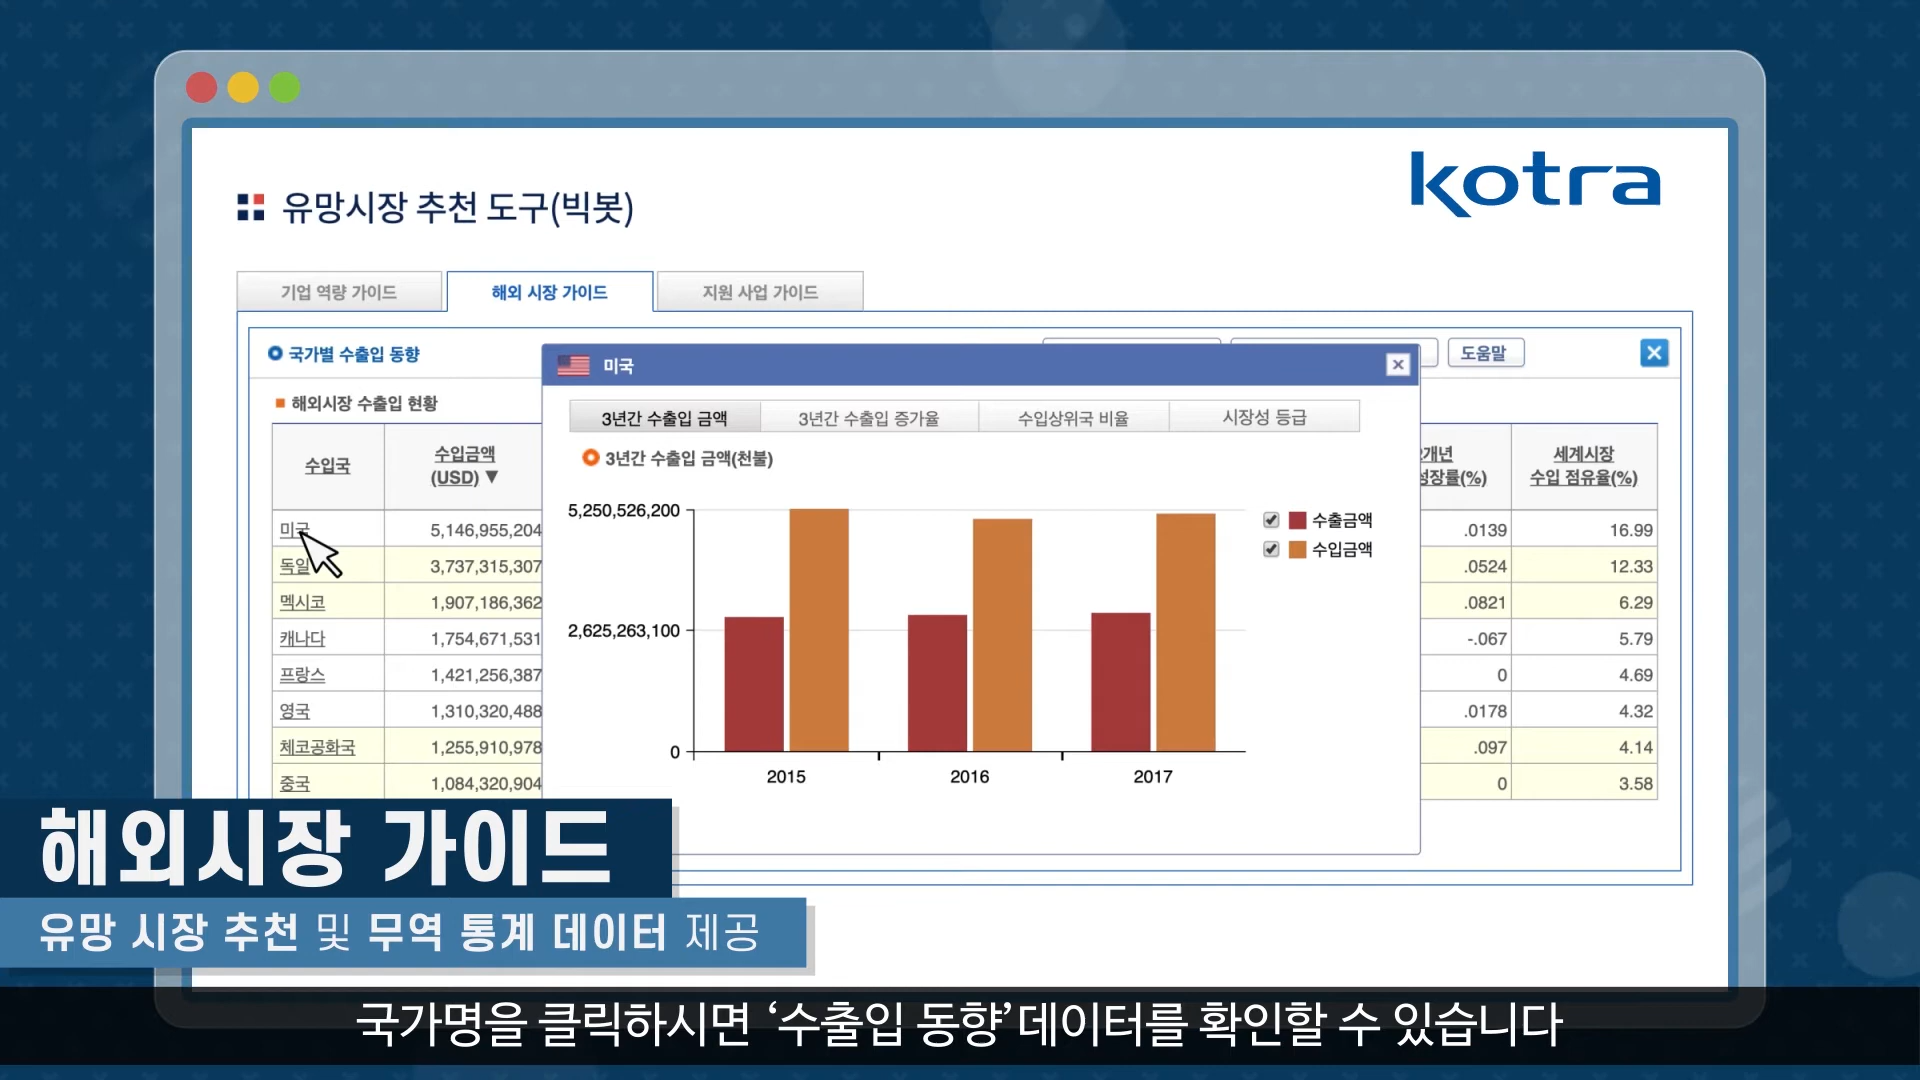 kotra
유망시장 추천 도구(빅봇)
기업 역량 가이드
해외 시장 가이드
지원 사업 가이드
국가별 수출입 동향
도움말
해외시장 수출입 현황
수입국
수입금액
(USD) ▼
세계시장
수입 점유율(%)
미국 5,146,955,204 .0139 16.99
독일 3,737,315,307 .0524 12.33
멕시코 1,907,186,362 .0821 6.29
캐나다 1,754,671,531 -.067 5.79
프랑스 1,421,256,387 0 4.69
영국 1,310,320,488 .0178 4.32
체코공화국 1,255,910,978 .097 4.14
중국 1,084,320,904 0 3.58
미국
3년간 수출입 금액
3년간 수출입 증가율
수입상위국 비율
시장성 등급
3년간 수출입 금액(천불)
5,250,526,200
2,625,263,100
0
2015 2016 2017
수출금액
수입금액
해외시장 가이드
유망 시장 추천 및 무역 통계 데이터 제공
국가명을 클릭하시면 ‘수출입 동향’ 데이터를 확인할 수 있습니다